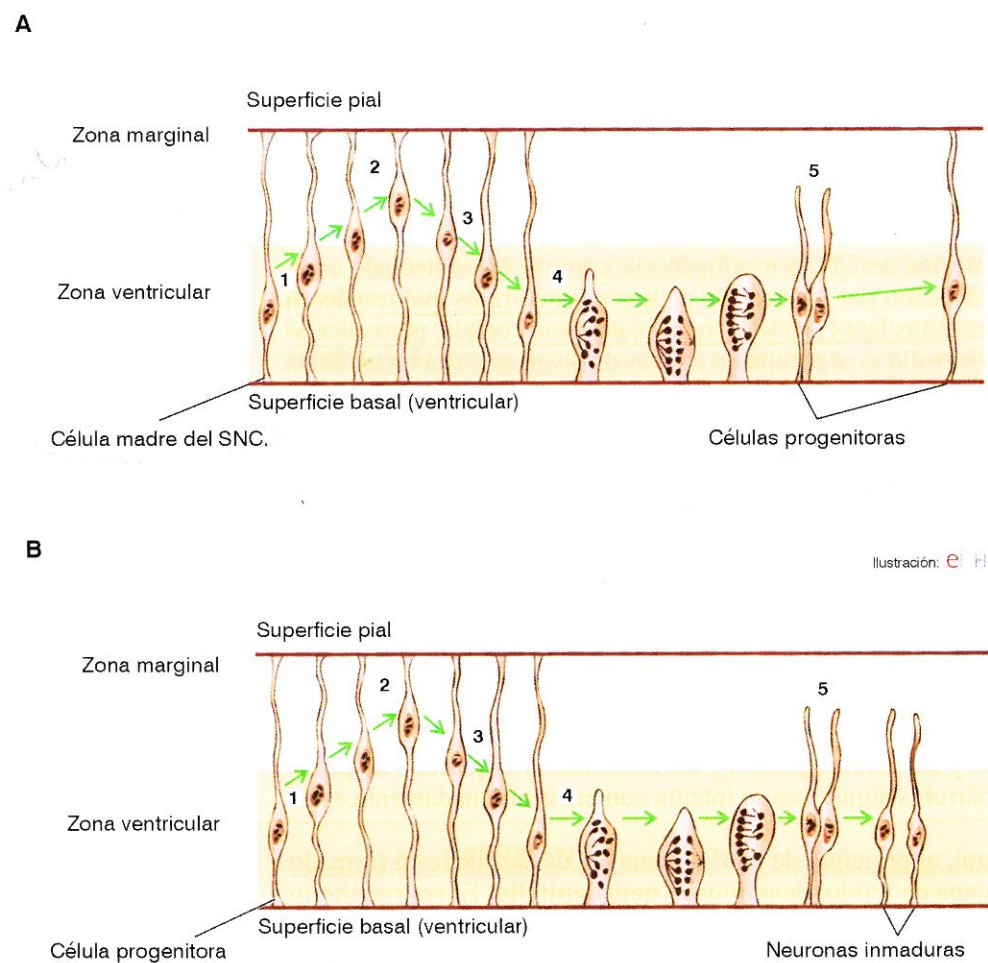 A
Superficie pial
Zona marginal
2
5
3
1
4
Zona ventricular
Superficie basal (ventricular)
Célula madre del SNC.
Células progenitoras
B
Ilustración: el H
Superficie pial
Zona marginal
2
5
3
1
4
Zona ventricular
Superficie basal (ventricular)
Célula progenitora
Neuronas inmaduras